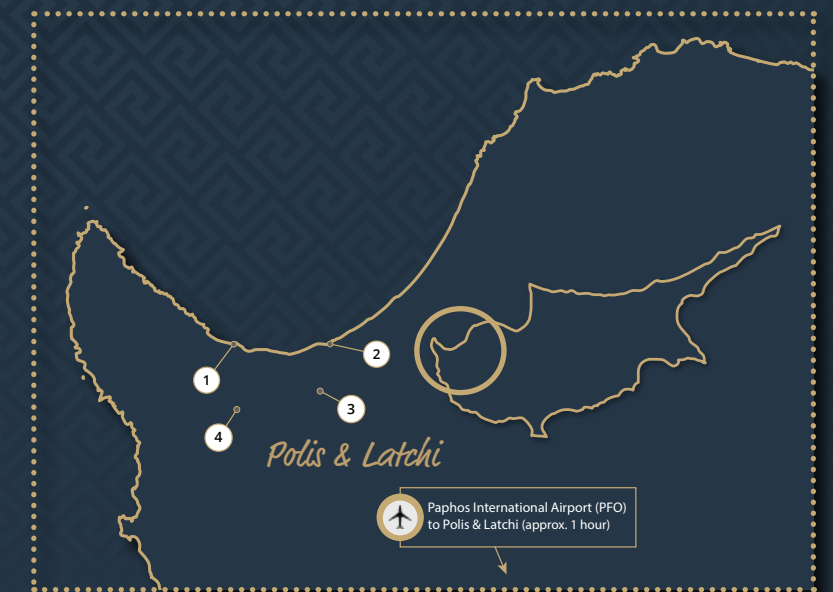 1
2
3
4
Polis & Latchi
Paphos International Airport (PFO)
to Polis & Latchi (approx. 1 hour)